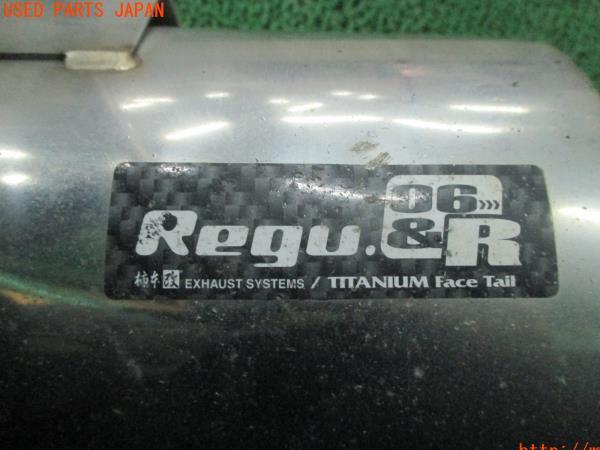 USED PARTS JAPAN
06>>>
Regu.&R
柿本改 EXHAUST SYSTEMS / TITANIUM Face Tail
http://w